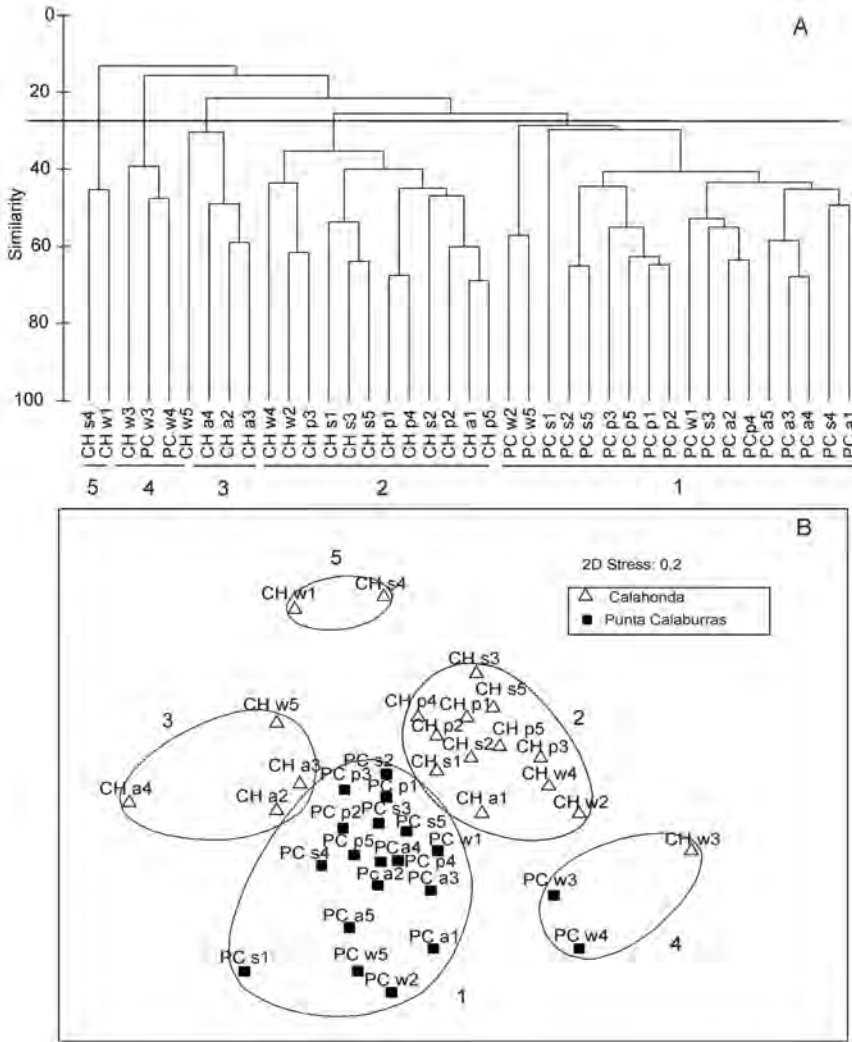 A
0
20
40
60
80
100
Similarity
CH s4
CH w1
CH w3
PC w3
PC w4
CH w5
CH a4
CH a2
CH a3
CH w4
CH w2
CH p3
CH s1
CH s3
CH s5
CH p1
CH p4
CH s2
CH p2
CH a1
CH p5
PC w2
PC w5
PC s1
PC s2
PC s5
PC p3
PC p5
PC p1
PC p2
PC w1
PC s3
PC a2
PCp4
PC a5
PC a3
PC a4
PC s4
PC a1
5 4 3 2 1
B
5
2D Stress: 0,2
Calahonda
Punta Calaburras
CH w1
CH s4
CH s3
CH s5
CH p4
CH p1
CH w5
3
2
CH p2
CH p5
CH s2
CH p3
CH s1
PC s2
CH a3
PC p3
CH w4
CH a4
PC p1
CH a2
CH a1
CH w2
PC p2
PC s3
PC s5
PC w1
CH w3
PC p5
PCa4
PC s4
PC p4
Pc a2
PC a3
PC w3
PC a5
PC a1
PC w4
4
PC s1
PC w5
PC w2
1